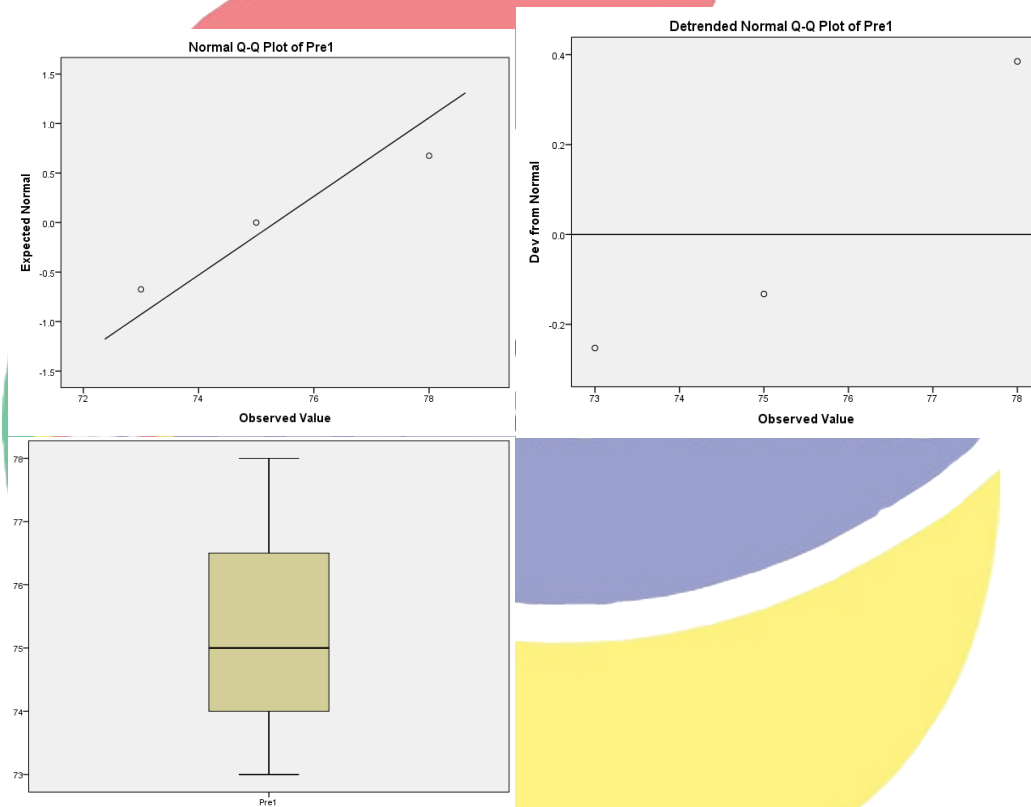 Normal Q-Q Plot of Pre1
1.5
1.0
0.5
0.0
-0.5
-1.0
-1.5
Expected Normal
72 74 76 78
Observed Value
Detrended Normal Q-Q Plot of Pre1
0.4
0.2
0.0
-0.2
Dev from Normal
73 74 75 76 77 78
Observed Value
78
77
76
75
74
73
Pre1